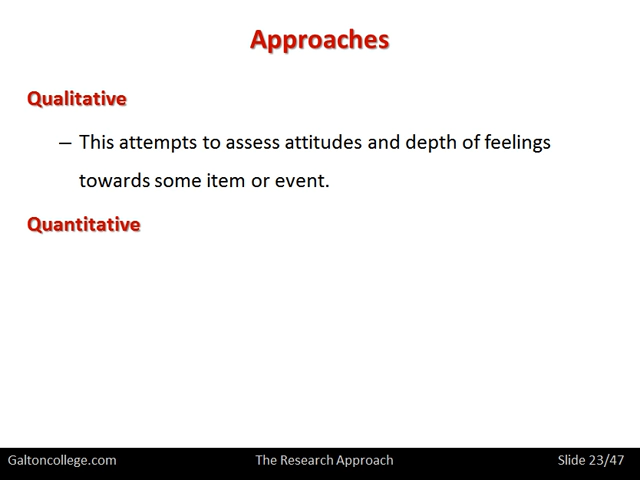 Approaches
Qualitative
– This attempts to assess attitudes and depth of feelings
towards some item or event.
Quantitative
Galtoncollege.com
The Research Approach
Slide 23/47